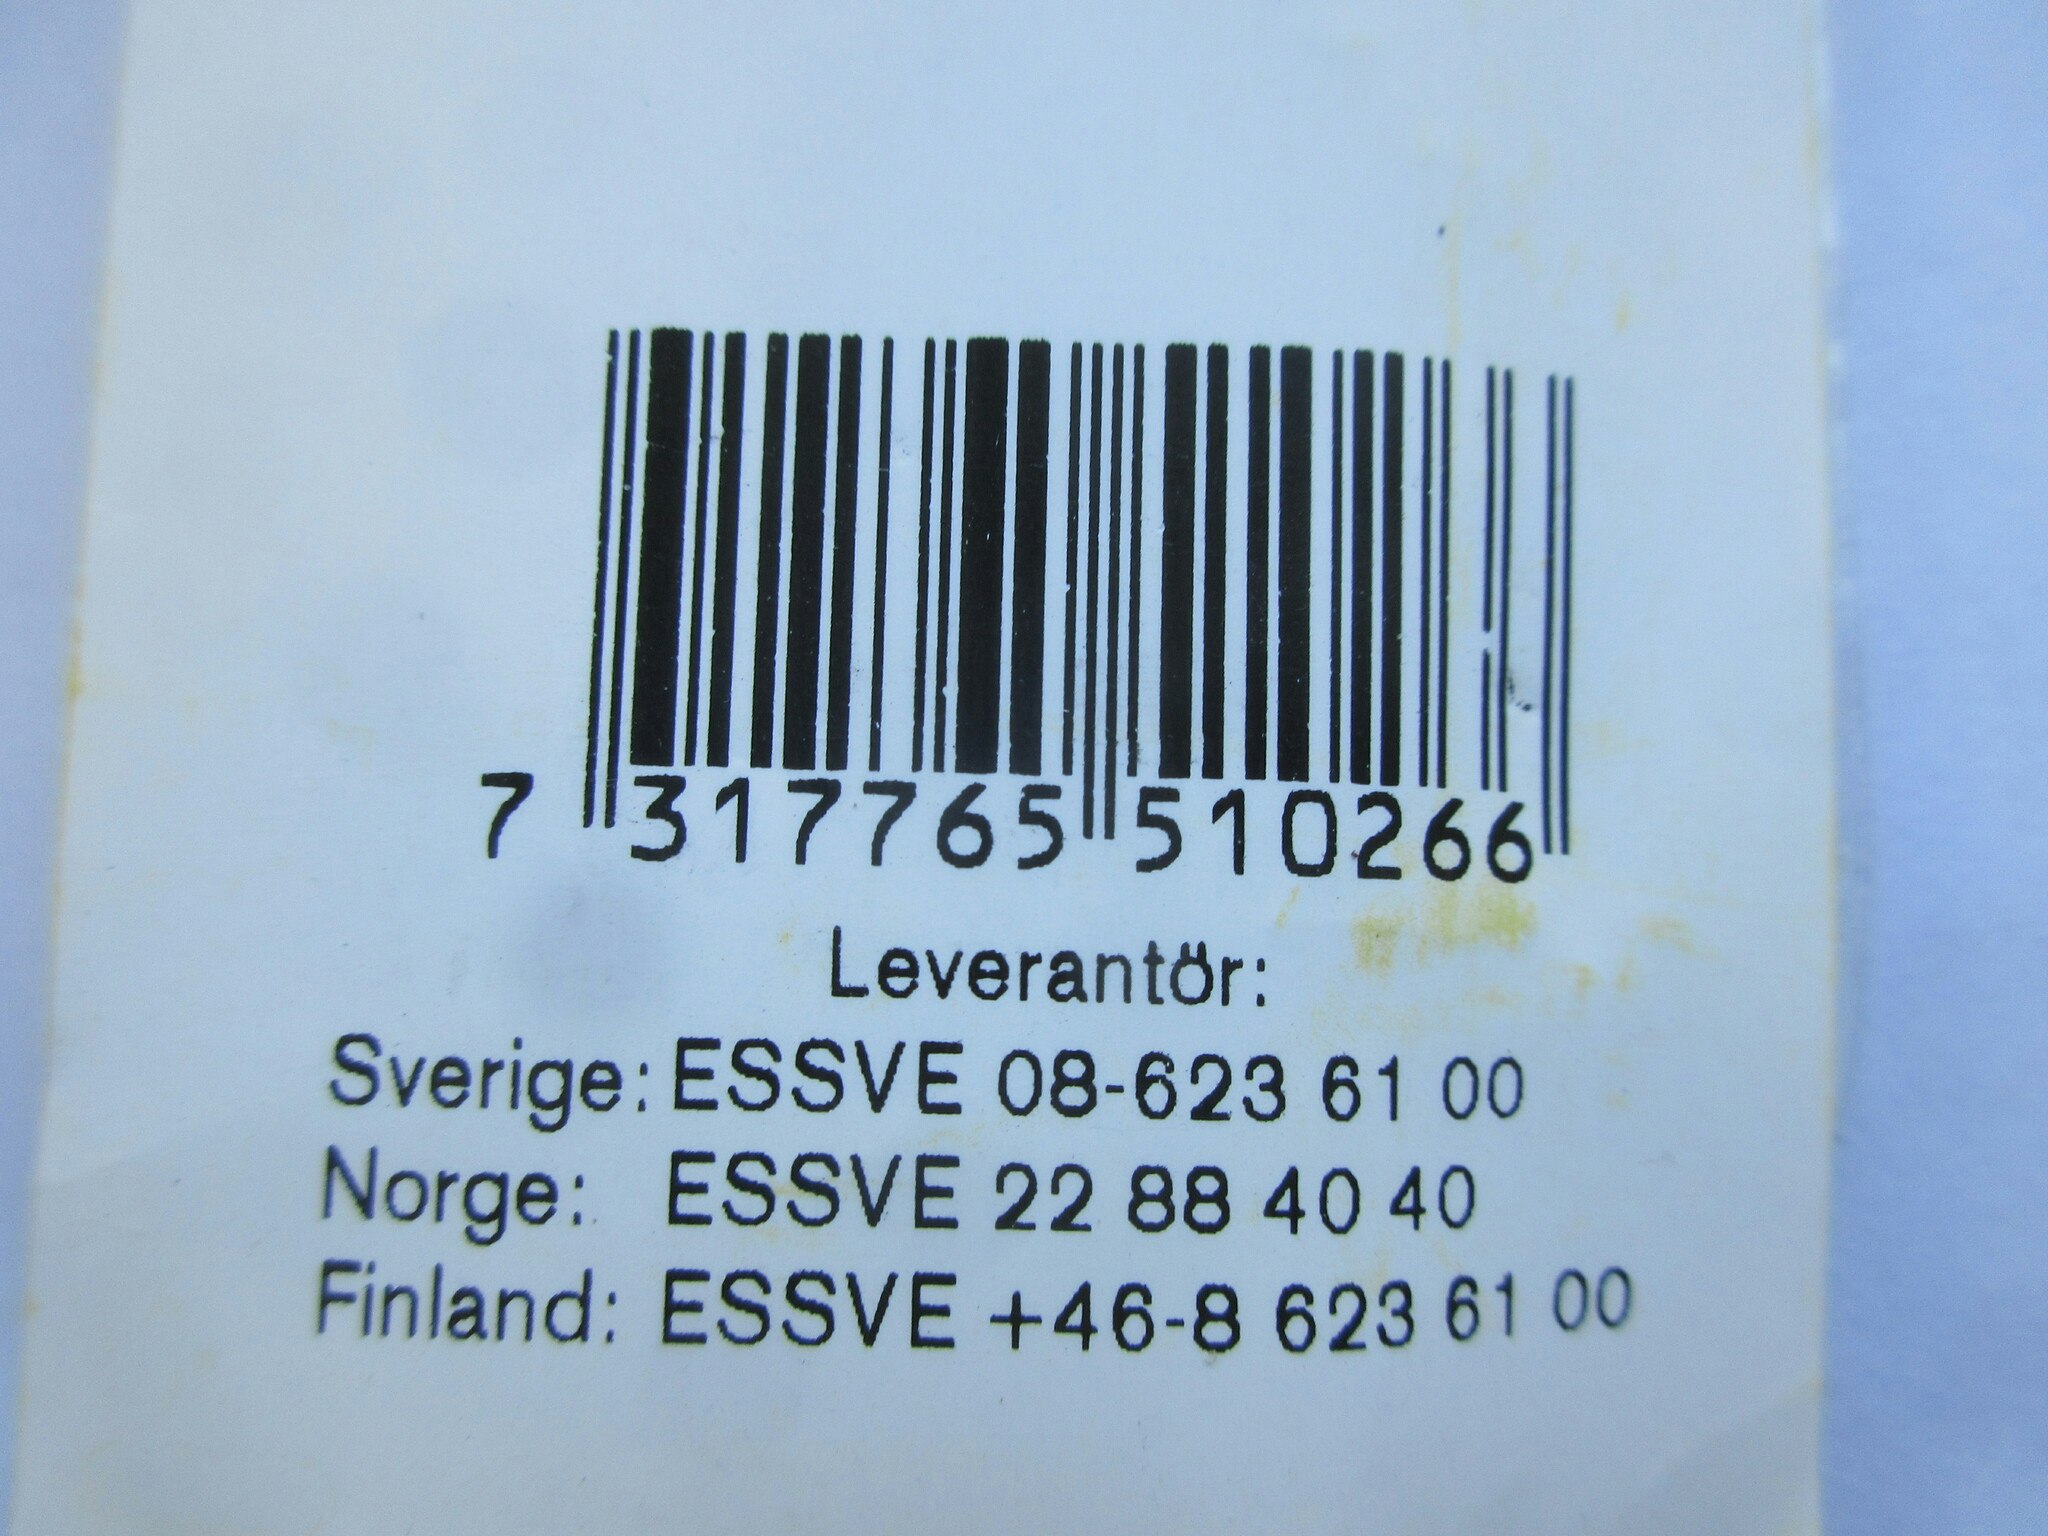 7 317765 510266
Leverantör:
Sverige: ESSVE 08-623 61 00
Norge: ESSVE 22 88 40 40
Finland: ESSVE +46-8 623 61 00